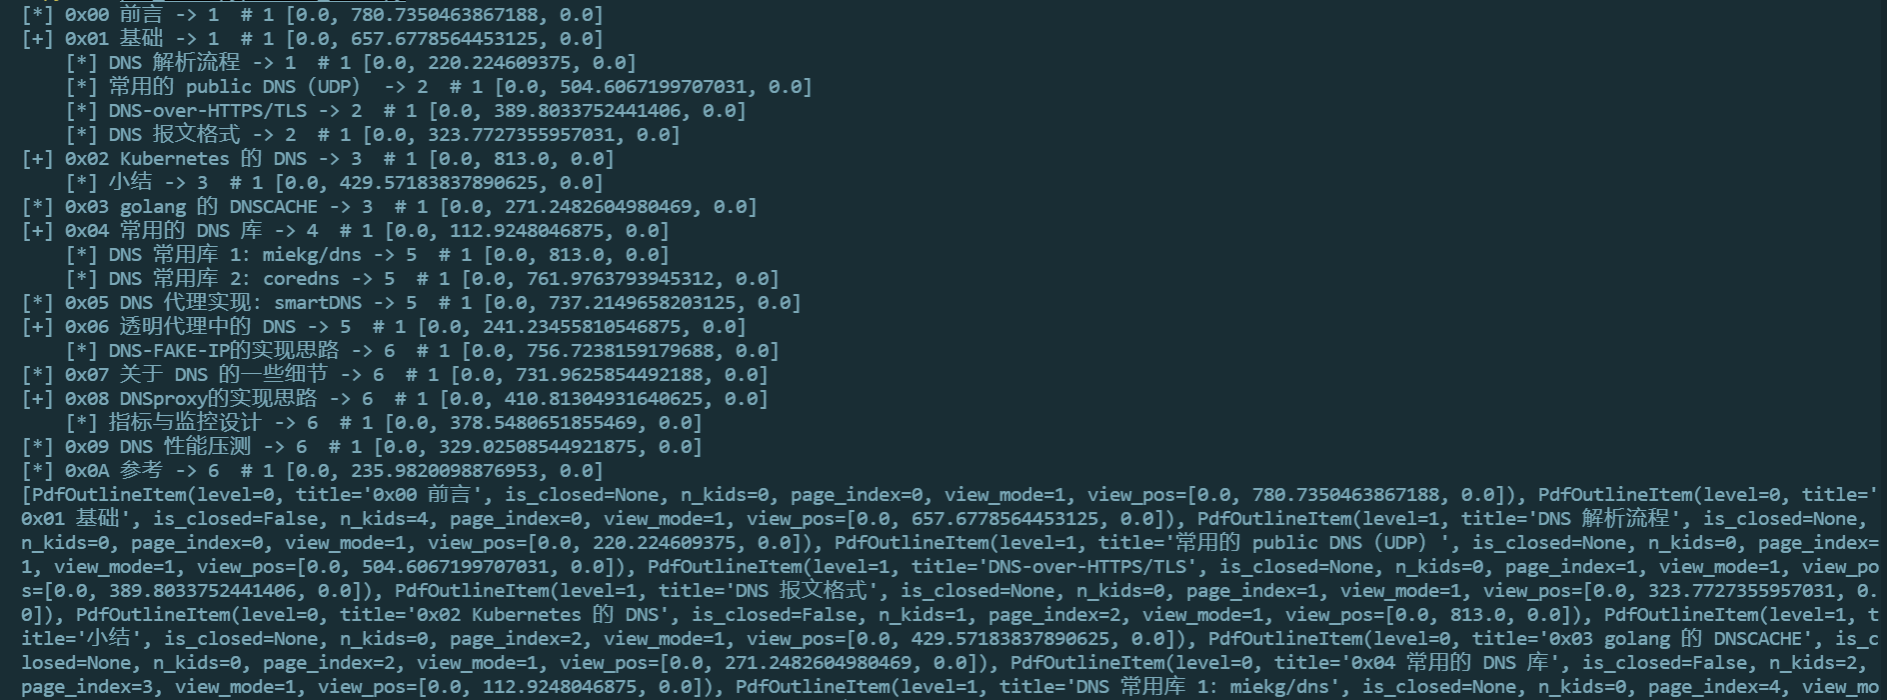 [*] 0x00 前言 -> 1  # 1 [0.0, 780.7350463867188, 0.0]
[+] 0x01 基础 -> 1  # 1 [0.0, 657.6778564453125, 0.0]
    [*] DNS 解析流程 -> 1  # 1 [0.0, 220.224609375, 0.0]
    [*] 常用的 public DNS（UDP） -> 2  # 1 [0.0, 504.6067199707031, 0.0]
    [*] DNS-over-HTTPS/TLS -> 2  # 1 [0.0, 389.8033752441406, 0.0]
    [*] DNS 报文格式 -> 2  # 1 [0.0, 323.7727355957031, 0.0]
[+] 0x02 Kubernetes 的 DNS -> 3  # 1 [0.0, 813.0, 0.0]
    [*] 小结 -> 3  # 1 [0.0, 429.57183837890625, 0.0]
[*] 0x03 golang 的 DNSCACHE -> 3  # 1 [0.0, 271.2482604980469, 0.0]
[+] 0x04 常用的 DNS 库 -> 4  # 1 [0.0, 112.9248046875, 0.0]
    [*] DNS 常用库 1：miekg/dns -> 5  # 1 [0.0, 813.0, 0.0]
    [*] DNS 常用库 2：coredns -> 5  # 1 [0.0, 761.9763793945312, 0.0]
[*] 0x05 DNS 代理实现：smartDNS -> 5  # 1 [0.0, 737.2149658203125, 0.0]
[+] 0x06 透明代理中的 DNS -> 5  # 1 [0.0, 241.23455810546875, 0.0]
    [*] DNS-FAKE-IP的实现思路 -> 6  # 1 [0.0, 756.7238159179688, 0.0]
[*] 0x07 关于 DNS 的一些细节 -> 6  # 1 [0.0, 731.9625854492188, 0.0]
[+] 0x08 DNSproxy的实现思路 -> 6  # 1 [0.0, 410.81304931640625, 0.0]
    [*] 指标与监控设计 -> 6  # 1 [0.0, 378.5480651855469, 0.0]
[*] 0x09 DNS 性能压测 -> 6  # 1 [0.0, 329.02508544921875, 0.0]
[*] 0x0A 参考 -> 6  # 1 [0.0, 235.9820098876953, 0.0]
[PdfOutlineItem(level=0, title='0x00 前言', is_closed=None, n_kids=0, page_index=0, view_mode=1, view_pos=[0.0, 780.7350463867188, 0.0]), PdfOutlineItem(level=0, title='
0x01 基础', is_closed=False, n_kids=4, page_index=0, view_mode=1, view_pos=[0.0, 657.6778564453125, 0.0]), PdfOutlineItem(level=1, title='DNS 解析流程', is_closed=None,
n_kids=0, page_index=0, view_mode=1, view_pos=[0.0, 220.224609375, 0.0]), PdfOutlineItem(level=1, title='常用的 public DNS（UDP）', is_closed=None, n_kids=0, page_index=
1, view_mode=1, view_pos=[0.0, 504.6067199707031, 0.0]), PdfOutlineItem(level=1, title='DNS-over-HTTPS/TLS', is_closed=None, n_kids=0, page_index=1, view_mode=1, view_po
s=[0.0, 389.8033752441406, 0.0]), PdfOutlineItem(level=1, title='DNS 报文格式', is_closed=None, n_kids=0, page_index=1, view_mode=1, view_pos=[0.0, 323.7727355957031, 0.
0]), PdfOutlineItem(level=0, title='0x02 Kubernetes 的 DNS', is_closed=False, n_kids=1, page_index=2, view_mode=1, view_pos=[0.0, 813.0, 0.0]), PdfOutlineItem(level=1, t
itle='小结', is_closed=None, n_kids=0, page_index=2, view_mode=1, view_pos=[0.0, 429.57183837890625, 0.0]), PdfOutlineItem(level=0, title='0x03 golang 的 DNSCACHE', is_c
losed=None, n_kids=0, page_index=2, view_mode=1, view_pos=[0.0, 271.2482604980469, 0.0]), PdfOutlineItem(level=0, title='0x04 常用的 DNS 库', is_closed=False, n_kids=2,
page_index=3, view_mode=1, view_pos=[0.0, 112.9248046875, 0.0]), PdfOutlineItem(level=1, title='DNS 常用库 1：miekg/dns', is_closed=None, n_kids=0, page_index=4, view_mo